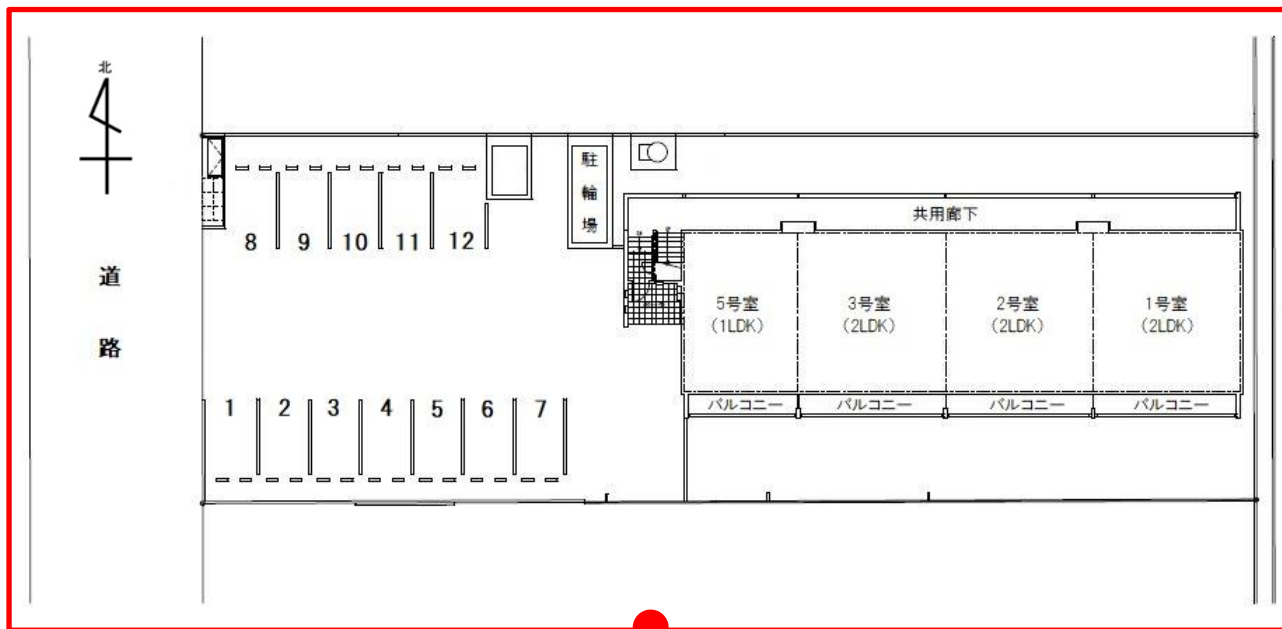 北
道路
駐輪場
8 9 10 11 12
共用廊下
5号室
（1LDK）
3号室
（2LDK）
2号室
（2LDK）
1号室
（2LDK）
1 2 3 4 5 6 7
バルコニー バルコニー バルコニー バルコニー